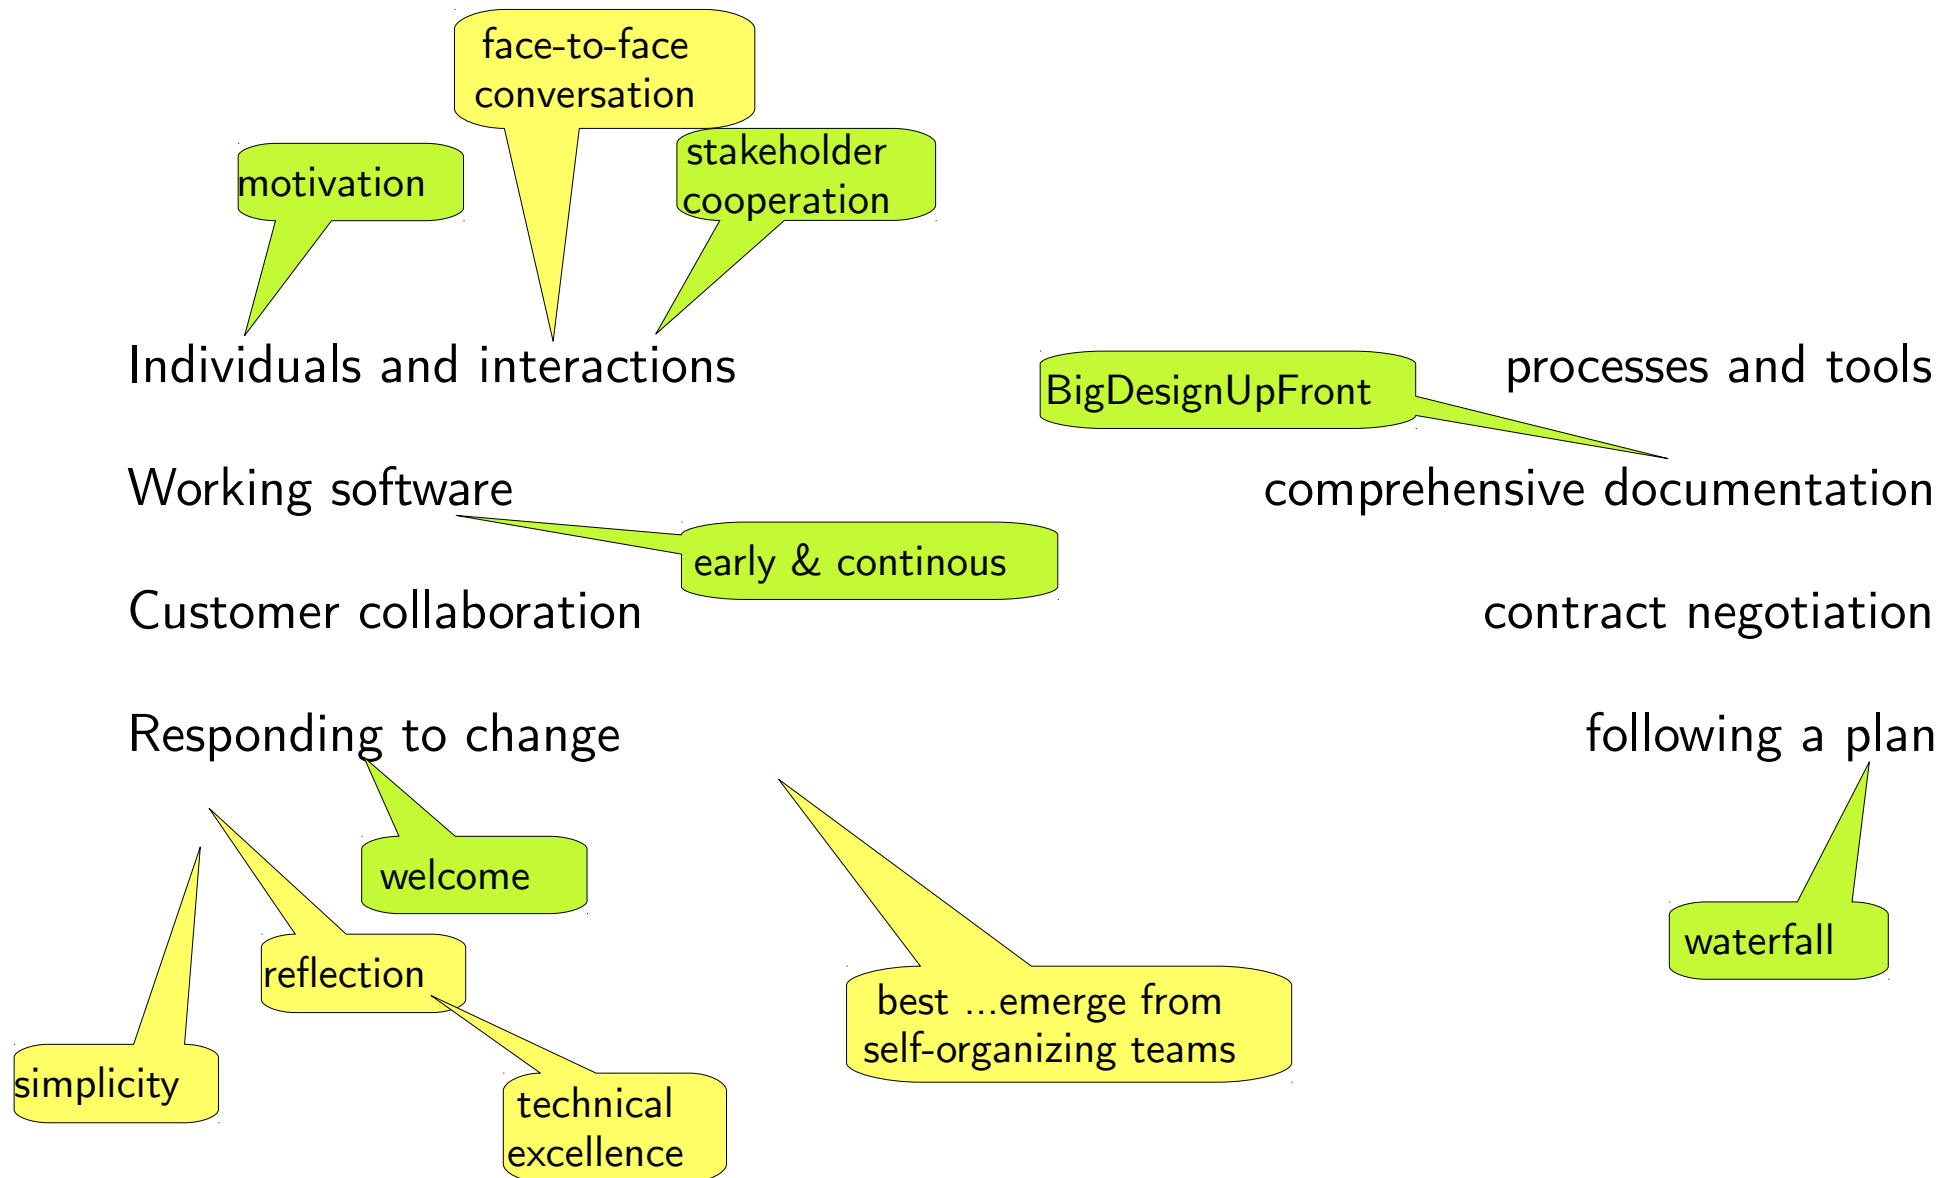 face-to-face
conversation
motivation
stakeholder
cooperation
Individuals and interactions
processes and tools
BigDesignUpFront
Working software
comprehensive documentation
early & continous
Customer collaboration
contract negotiation
Responding to change
following a plan
welcome
waterfall
reflection
best ...emerge from
self-organizing teams
simplicity
technical
excellence